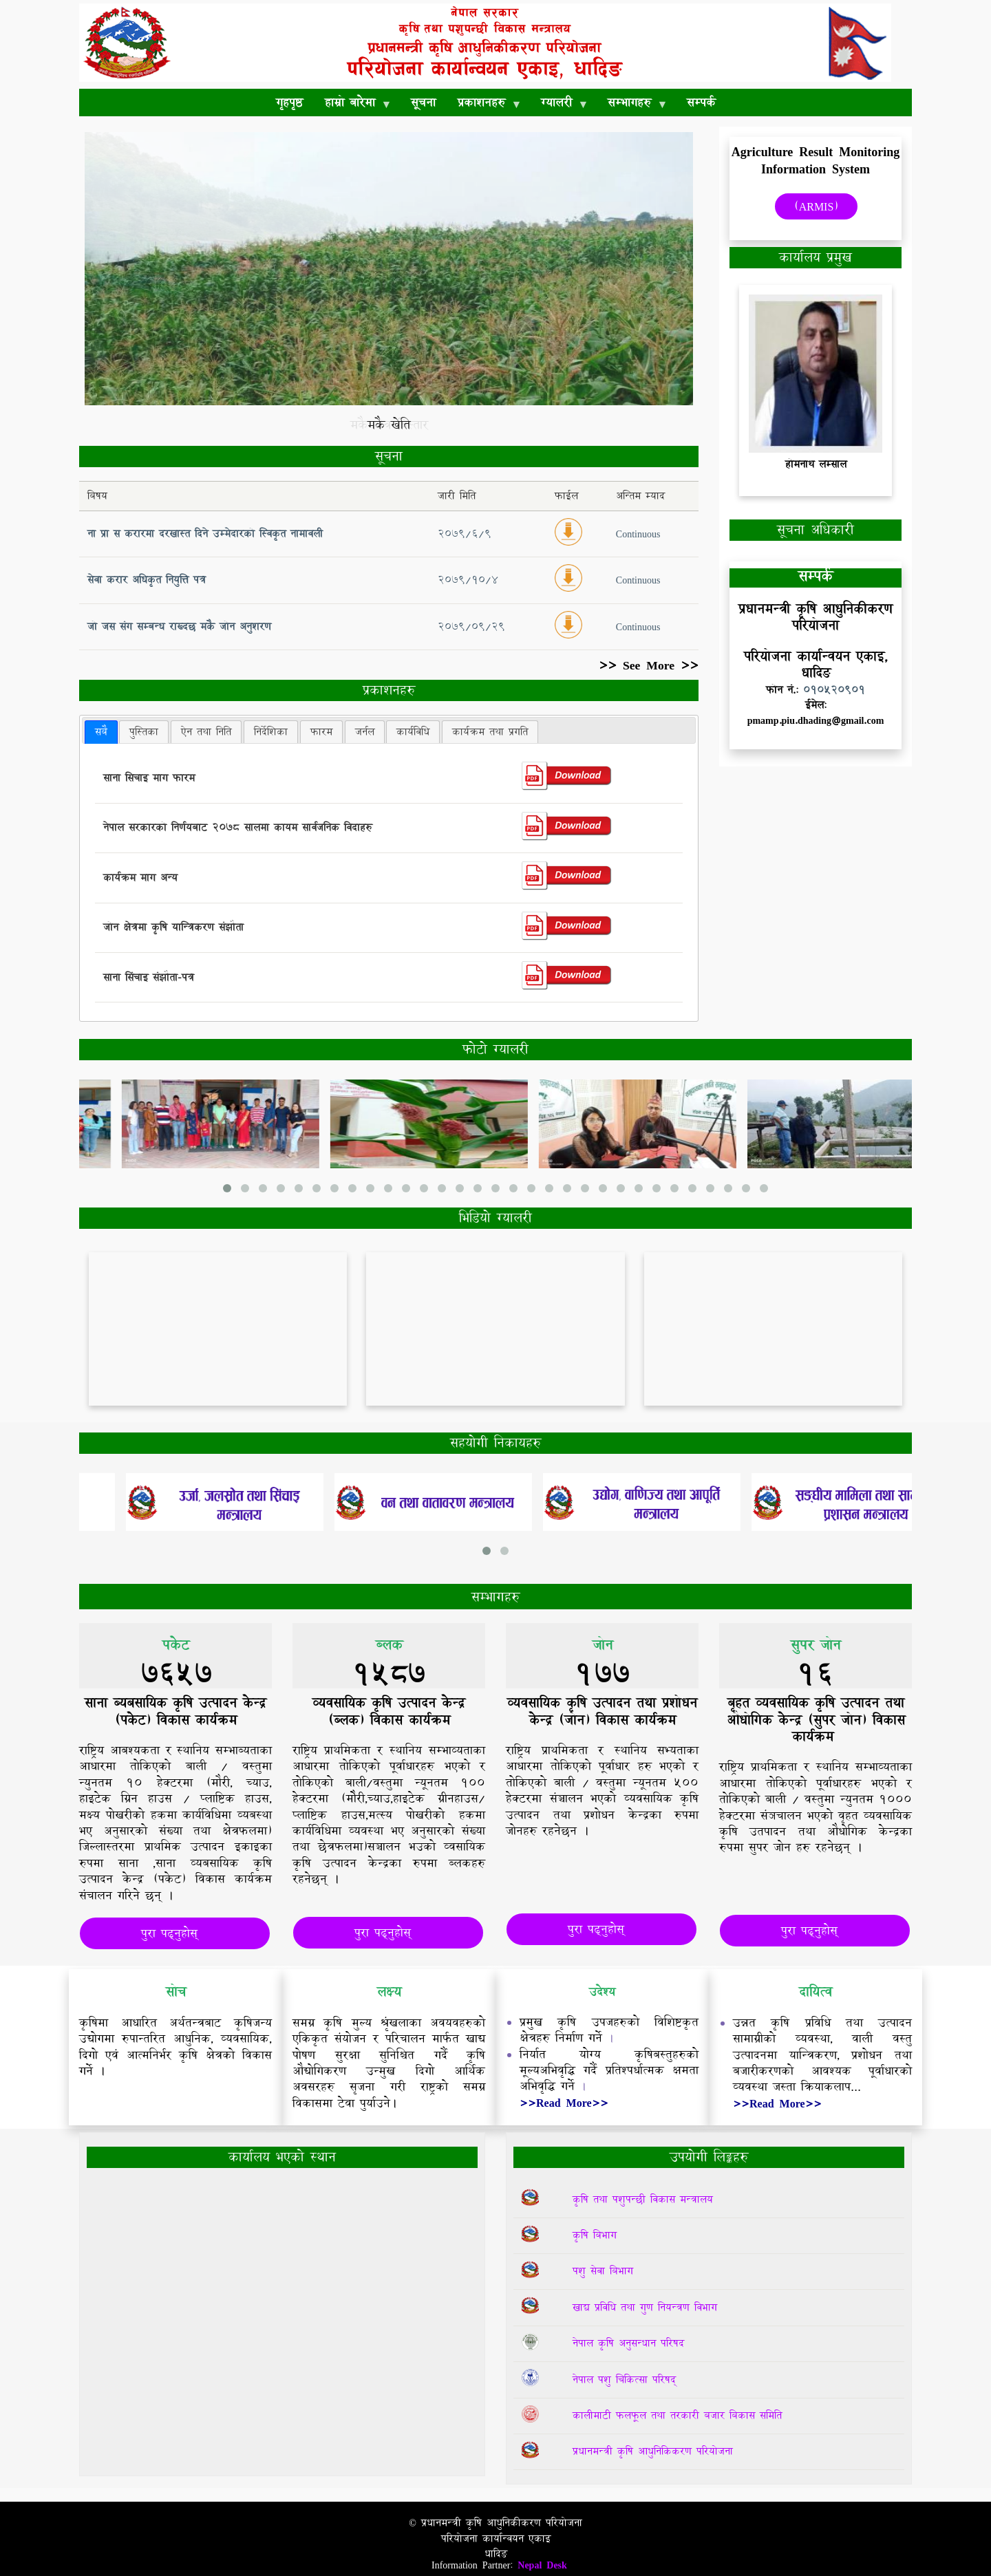 नेपाल सरकार
कृषि तथा पशुपन्छी विकास मन्त्रालय
प्रधानमन्त्री कृषि आधुनिकीकरण परियोजना
परियोजना कार्यान्वयन एकाइ, धादिङ
गृहपृष्ठ हाम्रो बारेमा ▼ सूचना प्रकाशनहरु ▼ ग्यालरी ▼ सम्भागहरु ▼ सम्पर्क
Agriculture Result Monitoring
Information System
(ARMIS)
कार्यालय प्रमुख
होमनाथ लम्साल
सूचना अधिकारी
सम्पर्क
प्रधानमन्त्री कृषि आधुनिकीकरण
परियोजना
परियोजना कार्यान्वयन एकाइ,
धादिङ
फोन नं.: ०१०५२०९०१
ईमेल:
pmamp.piu.dhading@gmail.com
मकै खेति
सूचना
बिषय जारी मिति फाईल अन्तिम म्याद
ना प्रा स करारमा दरखास्त दिने उम्मेदारको स्विकृत नामावली २०७९/६/९ Continuous
सेवा करार अधिकृत नियुक्ति पत्र २०७९/१०/४ Continuous
जो जस संग सम्बन्ध राख्दछ मकै जोन अनुशरण २०७९/०९/२९ Continuous
>> See More >>
प्रकाशनहरु
सबै पुस्तिका ऐन तथा निति निर्देशिका फारम जर्नल कार्यबिधि कार्यक्रम तथा प्रगति
साना सिचाइ माग फारम Download
नेपाल सरकारको निर्णयबाट २०७८ सालमा कायम सार्वजनिक बिदाहरु Download
कार्यक्रम माग अन्य Download
जोन क्षेत्रमा कृषि यान्त्रिकरण संझौता Download
साना सिंचाइ संझौता-पत्र Download
फोटो ग्यालरी
भिडियो ग्यालरी
सहयोगी निकायहरु
उर्जा, जलस्रोत तथा सिंचाइ
मन्त्रालय
वन तथा वातावरण मन्त्रालय
उद्योग, वाणिज्य तथा आपूर्ति
मन्त्रालय
सङ्घीय मामिला तथा
प्रशासन मन्त्रालय
सम्भागहरु
पकेट
७६५७
साना ब्यबसायिक कृषि उत्पादन केन्द्र
(पकेट) विकास कार्यक्रम
राष्ट्रिय आबश्यकता र स्थानिय सम्भाव्यताका
आधारमा तोकिएको बाली / वस्तुमा
न्युनतम १० हेक्टरमा (मौरी, च्याउ,
हाइटेक ग्रिन हाउस / प्लाष्टिक हाउस,
मक्ष्य पोखरीको हकमा कार्यविधिमा व्यबस्था
भए अनुसारको संख्या तथा क्षेत्रफलमा)
जिल्लास्तरमा प्राथमिक उत्पादन इकाइका
रुपमा साना ,साना व्यबसायिक कृषि
उत्पादन केन्द्र (पकेट) विकास कार्यक्रम
संचालन गरिने छन् ।
पुरा पढ्नुहोस्
ब्लक
१५८७
व्यवसायिक कृषि उत्पादन केन्द्र
(ब्लक) विकास कार्यक्रम
राष्ट्रिय प्राथमिकता र स्थानिय सम्भाव्यताका
आधारमा तोकिएको पूर्वाधारहरु भएको र
तोकिएको बाली/वस्तुमा न्यूनतम १००
हेक्टरमा (मौरी,च्याउ,हाइटेक ग्रीनहाउस/
प्लाष्टिक हाउस,मत्स्य पोखरीको हकमा
कार्यविधिमा व्यवस्था भए अनुसारको संख्या
तथा छेत्रफलमा)सन्चालन भउको व्वसायिक
कृषि उत्पादन केन्द्रका रुपमा ब्लकहरु
रहनेछन् ।
पुरा पढ्नुहोस्
जोन
१७७
व्यवसायिक कृषि उत्पादन तथा प्रशोधन
केन्द्र (जोन) विकास कार्यक्रम
राष्ट्रिय प्राथमिकता र स्थानिय सभ्यताका
आधारमा तोकिएको पूर्वाधार हरु भएको र
तोकिएको बाली / वस्तुमा न्यूनतम ५००
हेक्टरमा संञ्चालन भएको व्यवसायिक कृषि
उत्पादन तथा प्रशोधन केन्द्रका रुपमा
जोनहरु रहनेछन ।
पुरा पढ्नुहोस्
सुपर जोन
१६
बृहत व्यवसायिक कृषि उत्पादन तथा
औधोगिक केन्द्र (सुपर जोन) विकास
कार्यक्रम
राष्ट्रिय प्राथमिकता र स्थानिय सम्भाव्यताका
आधारमा तोकिएको पूर्वाधारहरु भएको र
तोकिएको बाली / वस्तुमा न्युनतम १०००
हेक्टरमा संञचालन भएको वृहत व्यवसायिक
कृषि उतपादन तथा औधोगिक केन्द्रका
रुपमा सुपर जोन हरु रहनेछन् ।
पुरा पढ्नुहोस्
सोच
कृषिमा आधारित अर्थतन्त्रबाट कृषिजन्य
उद्योगमा रुपान्तरित आधुनिक, व्यवसायिक,
दिगो एवं आत्मनिर्भर कृषि क्षेत्रको विकास
गर्ने ।
लक्ष्य
समग्र कृषि मुल्य श्रृंखलाका अवयवहरुको
एकिकृत संयोजन र परिचालन मार्फत खाद्य
पोषण सुरक्षा सुनिश्चित गर्दै कृषि
औद्योगिकरण उन्मुख दिगो आर्थिक
अवसरहरु सृजना गरी राष्ट्रको समग्र
विकासमा टेवा पुर्याउने।
उदेश्य
प्रमुख कृषि उपजहरुको विशिष्टकृत
क्षेत्रहरु निर्माण गर्ने ।
निर्यात योग्य कृषिवस्तुहरुको
मूल्यअभिवृद्धि गर्दै प्रतिश्पर्धात्मक क्षमता
अभिवृद्धि गर्ने ।
>>Read More>>
दायित्व
उन्नत कृषि प्रविधि तथा उत्पादन
सामाग्रीको व्यवस्था, वाली वस्तु
उत्पादनमा यान्त्रिकरण, प्रशोधन तथा
बजारीकरणको आवश्यक पूर्वाधारको
व्यवस्था जस्ता क्रियाकलाप...
>>Read More>>
कार्यालय भएको स्थान
उपयोगी लिङ्कहरु
कृषि तथा पशुपन्छी विकास मन्त्रालय
कृषि विभाग
पशु सेवा विभाग
खाद्य प्रविधि तथा गुण नियन्त्रण विभाग
नेपाल कृषि अनुसन्धान परिषद
नेपाल पशु चिकित्सा परिषद्
कालीमाटी फलफूल तथा तरकारी बजार विकास समिति
प्रधानमन्त्री कृषि आधुनिकिकरण परियोजना
© प्रधानमन्त्री कृषि आधुनिकीकरण परियोजना
परियोजना कार्यान्वयन एकाइ
धादिङ
Information Partner: Nepal Desk